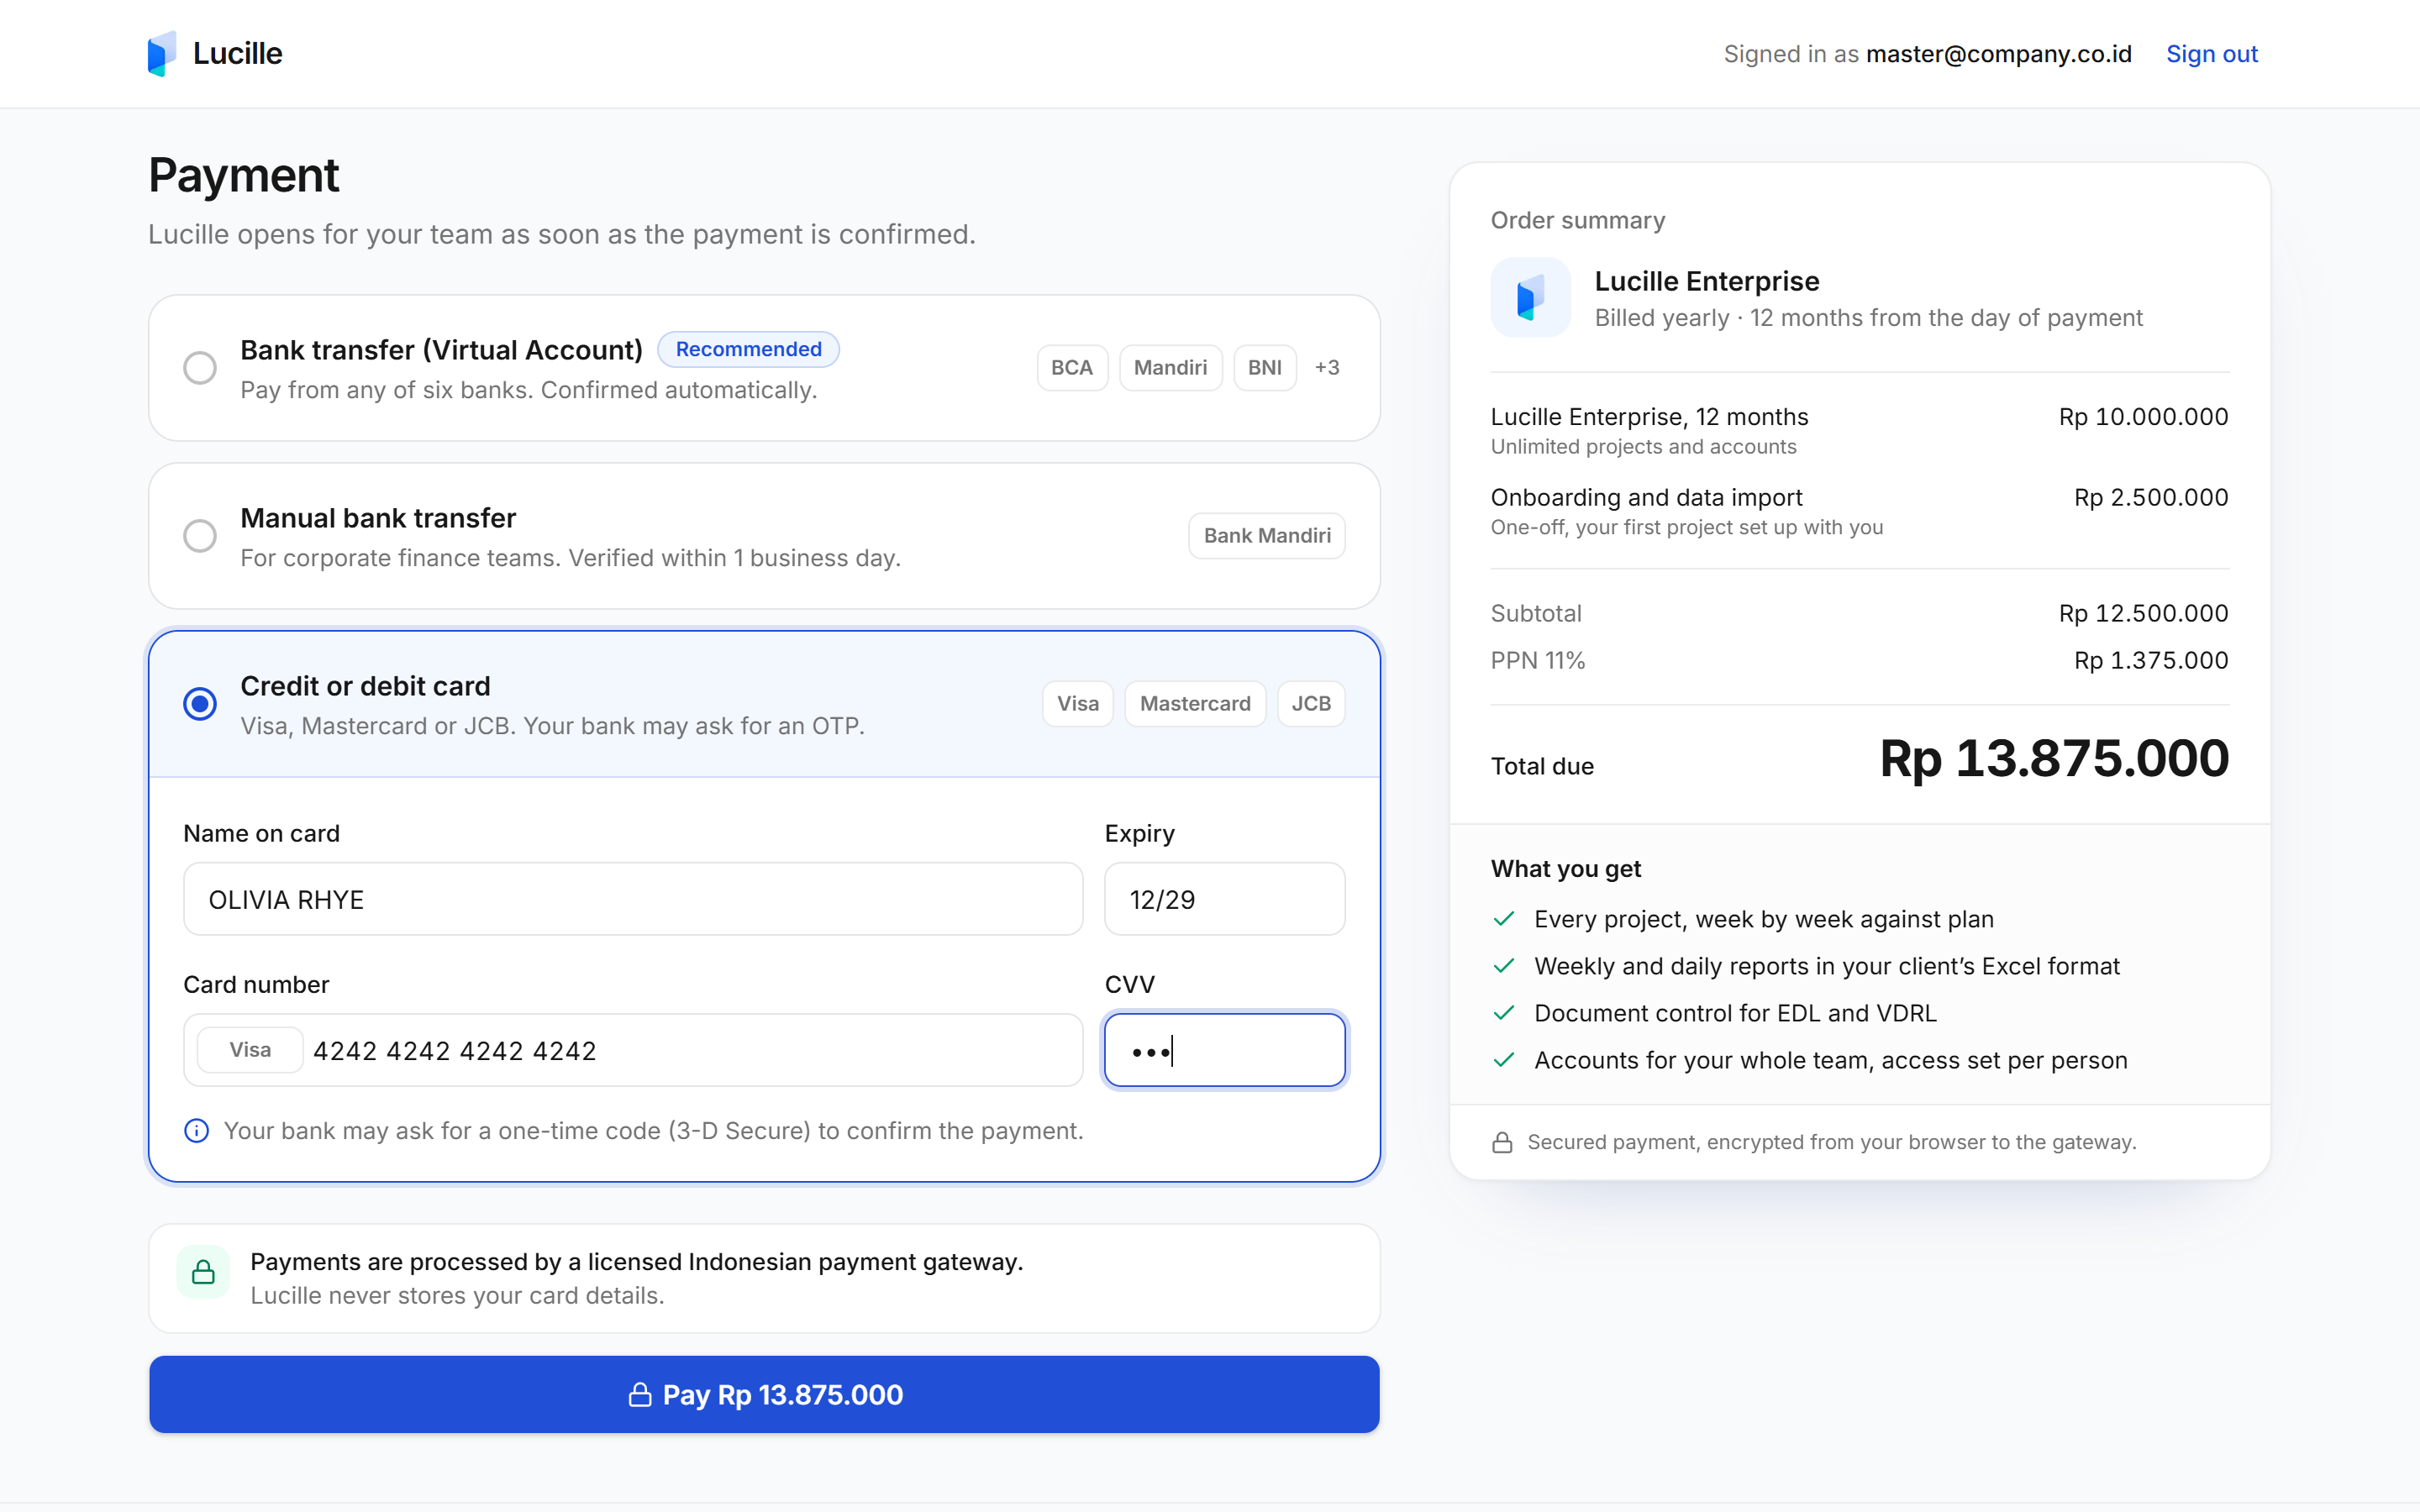 Lucille
Signed in as master@company.co.id Sign out
Payment
Lucille opens for your team as soon as the payment is confirmed.
Bank transfer (Virtual Account) Recommended
Pay from any of six banks. Confirmed automatically.
BCA Mandiri BNI +3
Manual bank transfer
For corporate finance teams. Verified within 1 business day.
Bank Mandiri
Credit or debit card
Visa, Mastercard or JCB. Your bank may ask for an OTP.
Visa Mastercard JCB
Name on card
OLIVIA RHYE
Expiry
12/29
Card number
Visa 4242 4242 4242 4242
CVV
•••
Your bank may ask for a one-time code (3-D Secure) to confirm the payment.
Payments are processed by a licensed Indonesian payment gateway.
Lucille never stores your card details.
Pay Rp 13.875.000
Order summary
Lucille Enterprise
Billed yearly · 12 months from the day of payment
Lucille Enterprise, 12 months Rp 10.000.000
Unlimited projects and accounts
Onboarding and data import Rp 2.500.000
One-off, your first project set up with you
Subtotal Rp 12.500.000
PPN 11% Rp 1.375.000
Total due Rp 13.875.000
What you get
Every project, week by week against plan
Weekly and daily reports in your client’s Excel format
Document control for EDL and VDRL
Accounts for your whole team, access set per person
Secured payment, encrypted from your browser to the gateway.